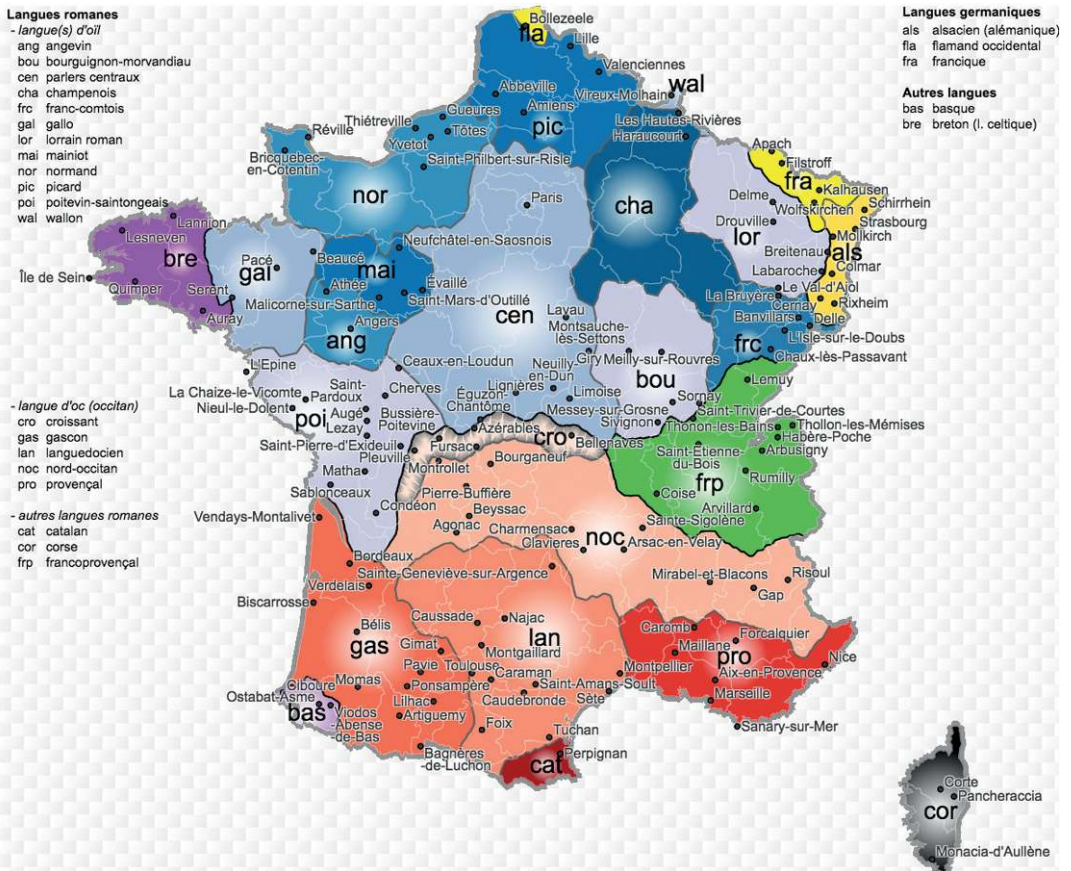 Langues romanes
- langue(s) d'oïl
ang angevin
bou bourguignon-morvandiau
cen parlers centraux
cha champenois
frc franc-comtois
gal gallo
lor lorrain roman
mai mainiot
nor normand
pic picard
poi poitevin-saintongeais
wal wallon
- langue d'oc (occitan)
cro croissant
gas gascon
lan languedocien
noc nord-occitan
pro provençal
- autres langues romanes
cat catalan
cor corse
frp francoprovençal
Langues germaniques
als alsacien (alémanique)
fla flamand occidental
fra francique
Autres langues
bas basque
bre breton (l. celtique)
Bollezeele
fla
Lille
Valenciennes
wal
Abbeville
Vireux-Molhain
Gueures
Amiens
Les Hautes-Rivières
Thiétreville
pic
Réville
Tôtes
Haraucourt
Yvetot
Apach
Bricquebec-
en-Cotentin
Saint-Philbert-sur-Risle
Filstroff
fra
Kalhausen
nor
Paris
cha
Delme
Wolfskirchen
Schirrhein
Lannion
Drouville
Strasbourg
Lesneven
lor
Mollkirch
Neufchâtel-en-Saosnois
Breitenau
als
bre
Pacé
gal
Beaucé
mai
Labaroche
Colmar
Île de Sein
Quimper
Serent
Athée
Évaillé
Le Val-d'Ajol
Malicorne-sur-Sarthe
Saint-Mars-d'Outillé
La Bruyère
Cernay
Rixheim
Auray
Angers
cen
Layau
Banvillars
Delle
ang
Montsauche-
lès-Settons
L'Isle-sur-le-Doubs
frc
Giry
Meilly-sur-Rouvres
Chaux-lès-Passavant
L'Epine
Ceaux-en-Loudun
Neuilly-
en-Dun
bou
Lemuy
La Chaize-le-Vicomte
Saint-
Pardoux
Cherves
Lignières
Limoise
Sornay
Nieul-le-Dolent
Éguzon-
Chantôme
Messey-sur-Grosne
Saint-Trivier-de-Courtes
poi
Augé
Bussière-
Poitevine
Sivignon
Thonon-les-Bains
Thollon-les-Mémises
Lezay
Azérables
cro
Habère-Poche
Saint-Pierre-d'Exideuil
Fursac
Bellenaves
Saint-Étienne-
du-Bois
Arbusigny
Pleuville
Montrollet
Bourganeuf
Matha
frp
Rumilly
Sablonceaux
Pierre-Buffière
Coise
Condéon
Beyssac
Arvillard
Vendays-Montalivet
Agonac
Charmensac
Sainte-Sigolène
noc
Clavieres
Arsac-en-Velay
Bordeaux
Sainte-Geneviève-sur-Argence
Risoul
Verdelais
Mirabel-et-Blacons
Biscarrosse
Gap
Caussade
Najac
Bélis
Caromb
Forcalquier
gas
Gimat
lan
Maillane
pro
Montgaillard
Nice
Pavie
Toulouse
Montpellier
Aix-en-Provence
Ciboure
Momas
Ponsampère
Caraman
Saint-Amans-Soult
Ostabat-Asme
Lilhac
Caudebronde
Sète
Marseille
bas
Viodos
-Abense
-de-Bas
Artiguemy
Sanary-sur-Mer
Foix
Tuchan
Bagnères
-de-Luchon
Perpignan
cat
Corte
Pancheraccia
cor
Monacia-d'Aullène